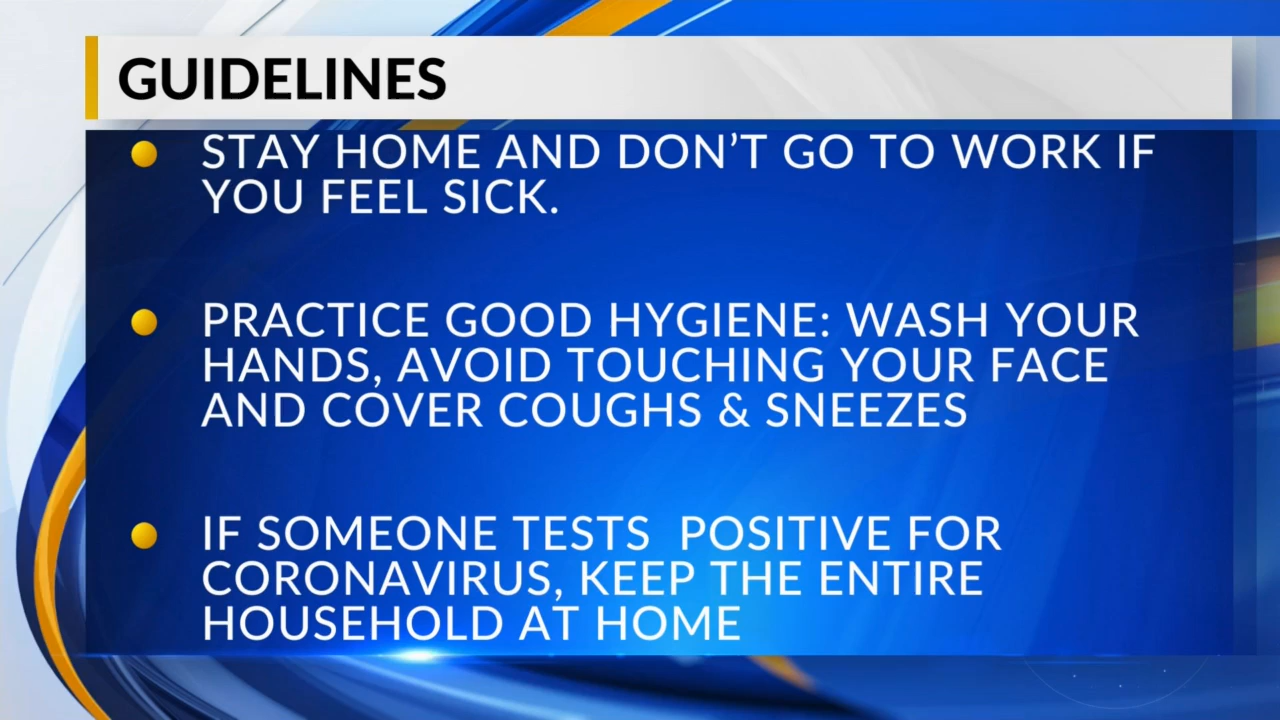 GUIDELINES
STAY HOME AND DON’T GO TO WORK IF
YOU FEEL SICK.
PRACTICE GOOD HYGIENE: WASH YOUR
HANDS, AVOID TOUCHING YOUR FACE
AND COVER COUGHS & SNEEZES
IF SOMEONE TESTS  POSITIVE FOR
CORONAVIRUS, KEEP THE ENTIRE
HOUSEHOLD AT HOME